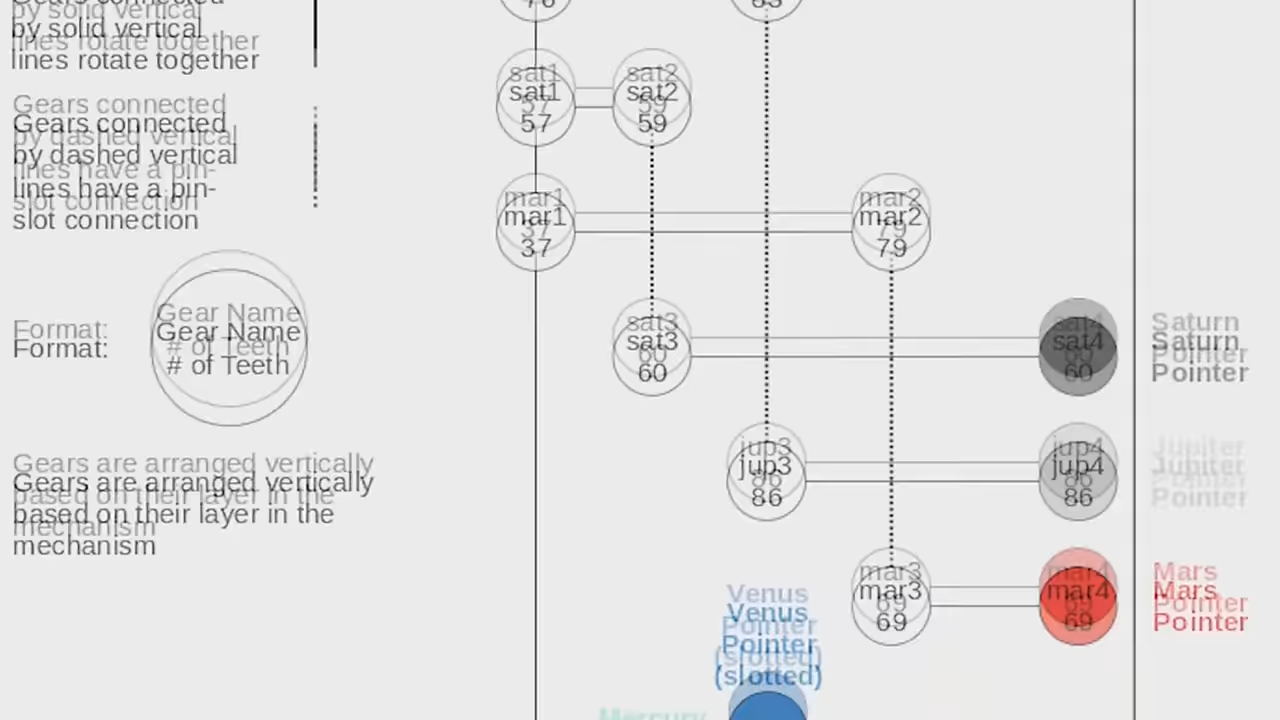 by solid vertical
lines rotate together
Gears connected
by dashed vertical
lines have a pin-
slot connection
Format:
Gear Name
# of Teeth
Gears are arranged vertically
based on their layer in the
mechanism
sat1
57
sat2
59
mar1
37
mar2
79
sat3
60
sat4
60
Saturn
Pointer
jup3
86
jup4
86
Jupiter
Pointer
mar3
69
mar4
69
Mars
Pointer
Venus
Pointer
(slotted)
Mercury